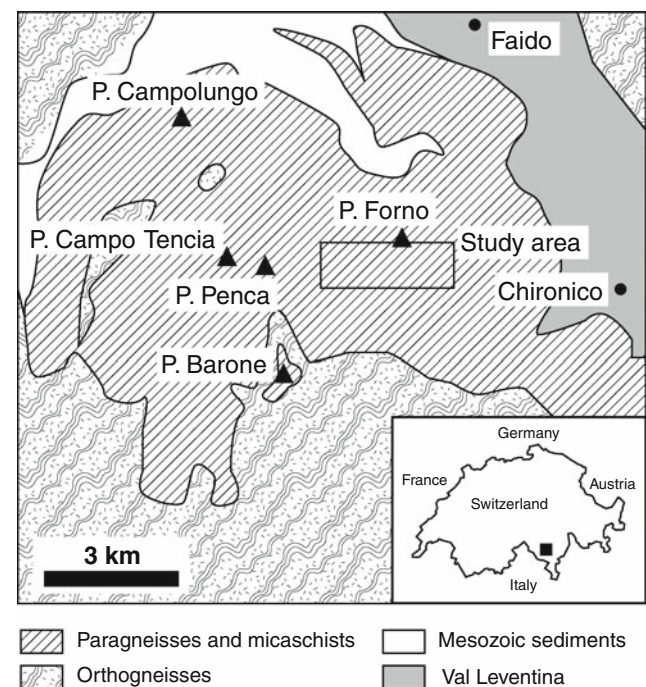 Faido
P. Campolungo
P. Forno
P. Campo Tencia
Study area
P. Penca
Chironico
P. Barone
Germany
France
Austria
Switzerland
Italy
3 km
Paragneisses and micaschists
Mesozoic sediments
Orthogneisses
Val Leventina